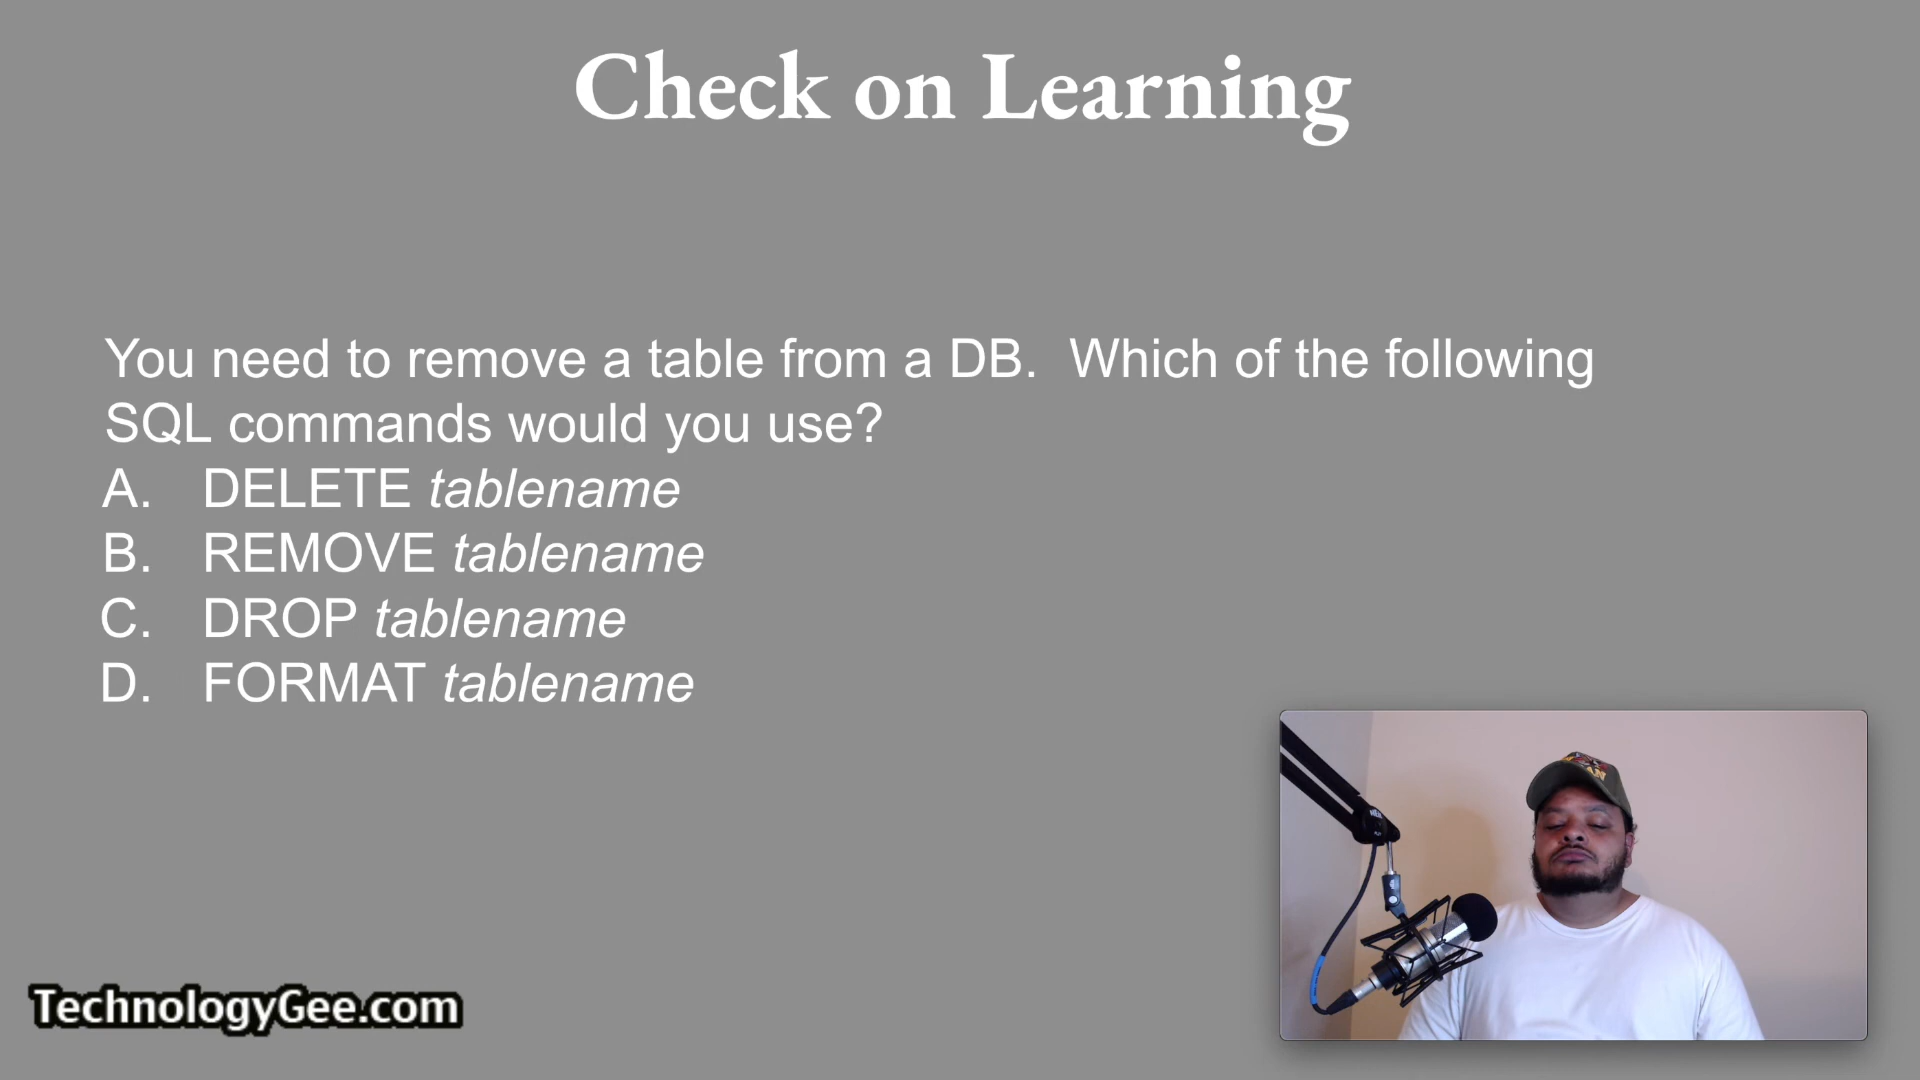 Check on Learning
You need to remove a table from a DB.  Which of the following
SQL commands would you use?
A. DELETE tablename
B. REMOVE tablename
C. DROP tablename
D. FORMAT tablename
TechnologyGee.com